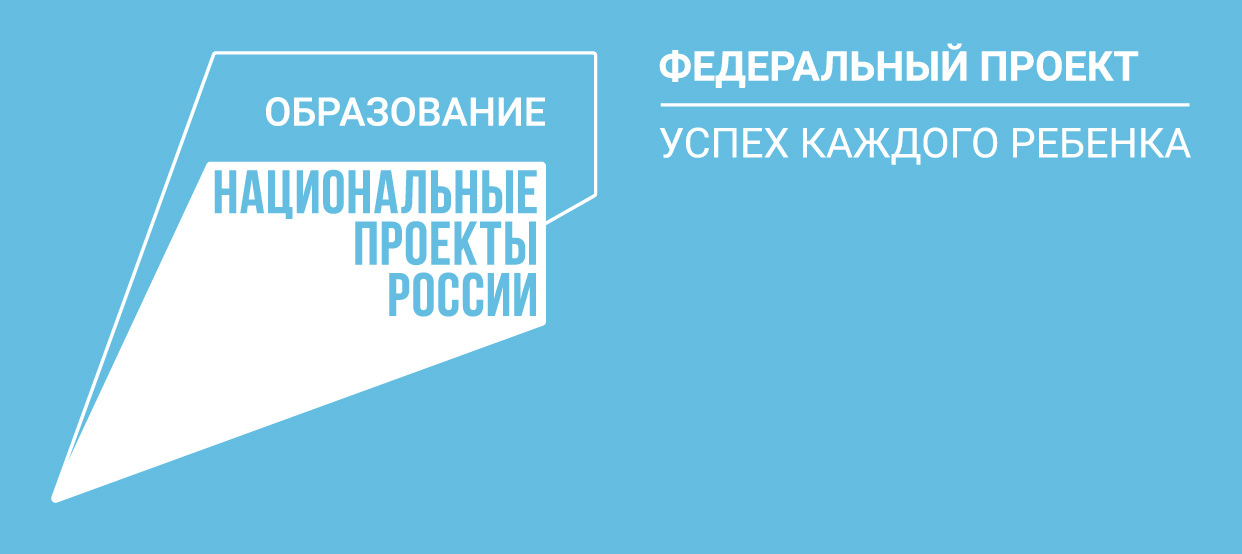 ОБРАЗОВАНИЕ
НАЦИОНАЛЬНЫЕ
ПРОЕКТЫ
РОССИИ
ФЕДЕРАЛЬНЫЙ ПРОЕКТ
УСПЕХ КАЖДОГО РЕБЕНКА